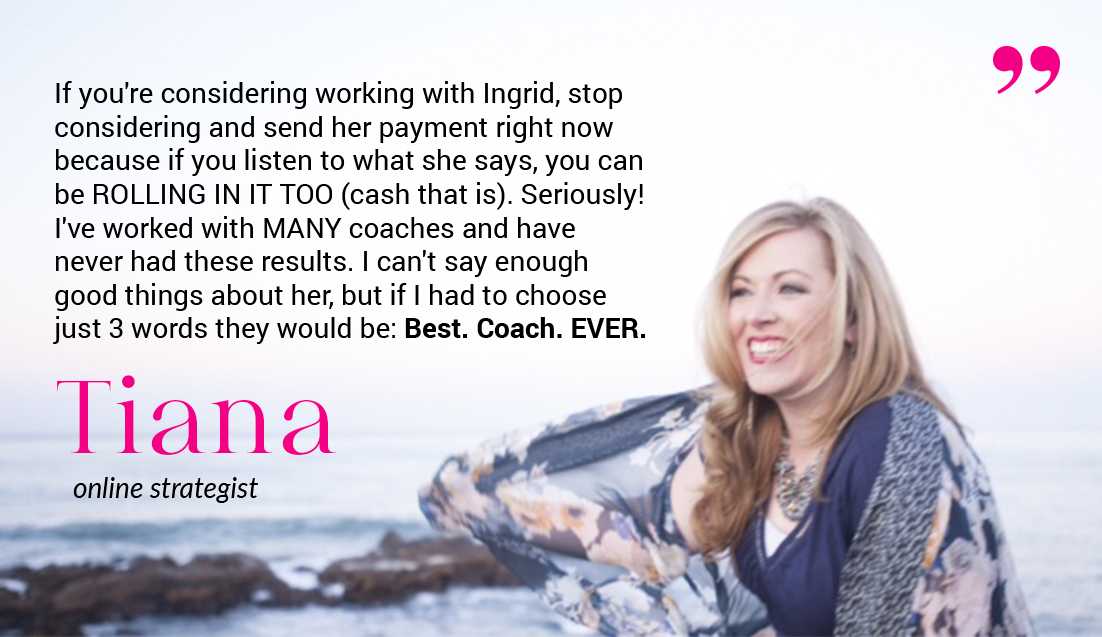 ”
If you're considering working with Ingrid, stop
considering and send her payment right now
because if you listen to what she says, you can
be ROLLING IN IT TOO (cash that is). Seriously!
I've worked with MANY coaches and have
never had these results. I can't say enough
good things about her, but if I had to choose
just 3 words they would be: Best. Coach. EVER.
Tiana
online strategist